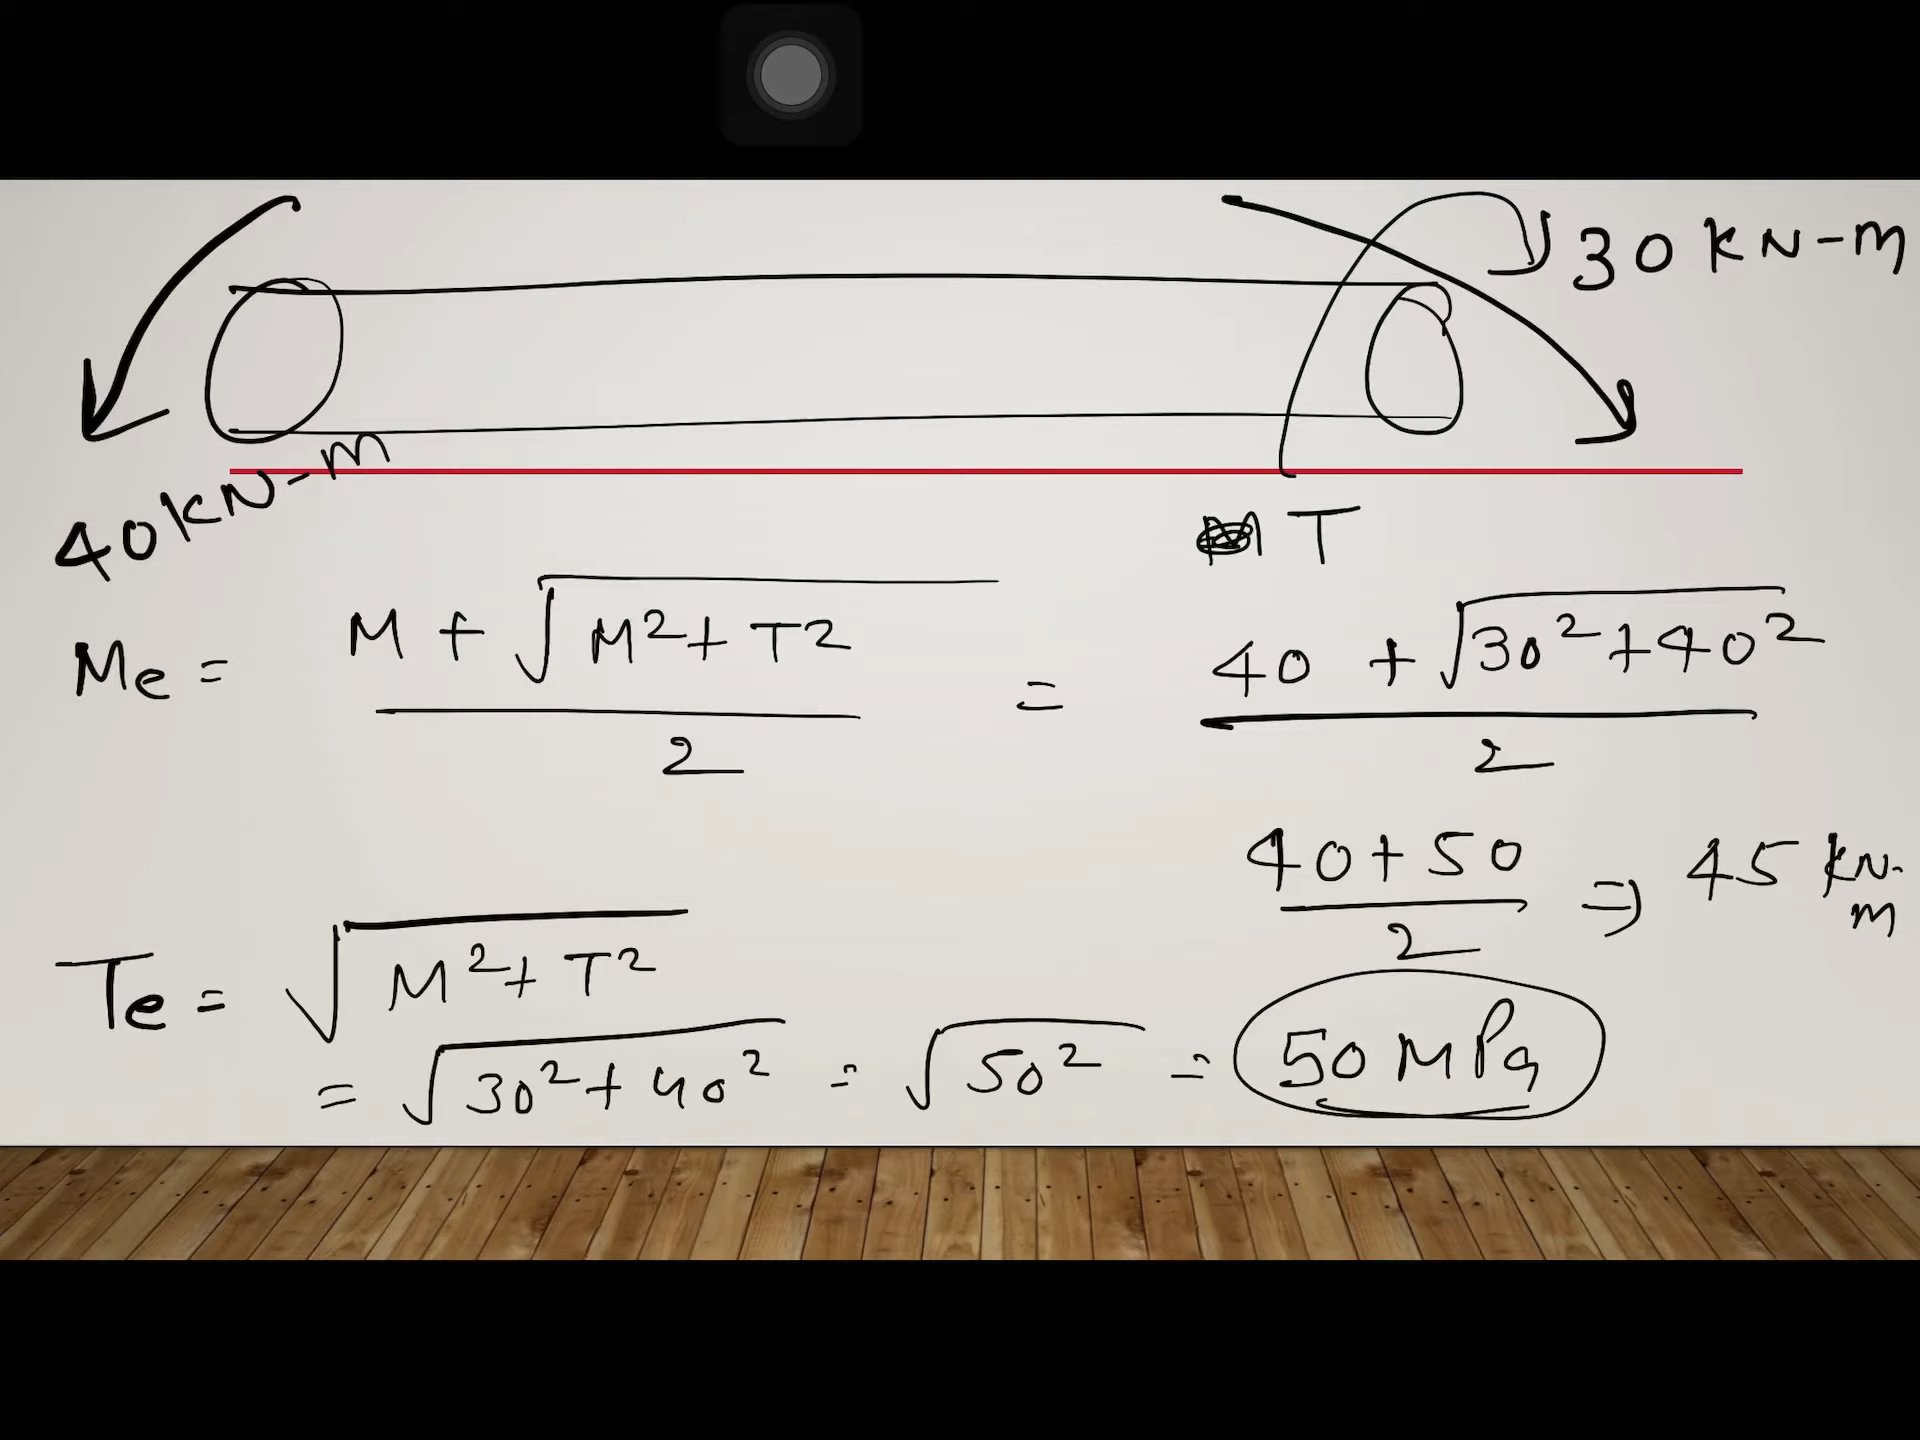 30 KN-m
40KN-m
T
Me = M + √M²+T² / 2 = 40 + √30²+40² / 2
40+50 / 2 ⇒ 45 KN-m
Te = √M²+T²
= √30²+40² = √50² = 50 MPa